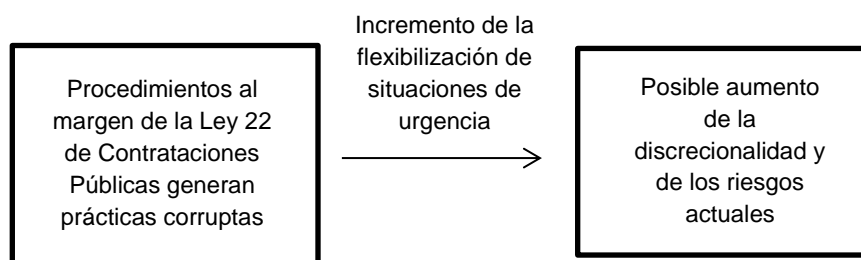 Procedimientos al
margen de la Ley 22
de Contrataciones
Públicas generan
prácticas corruptas
Incremento de la
flexibilización de
situaciones de
urgencia
Posible aumento
de la
discrecionalidad y
de los riesgos
actuales